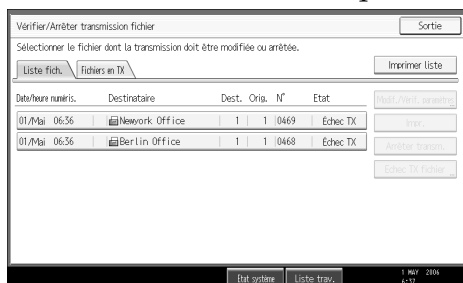 Vérifier/Arrêter transmission fichier Sortie
Sélectionner le fichier dont la transmission doit être modifiée ou arrêtée.
Liste fich. Fichiers en TX Imprimer liste
Date/heure numéris. Destinataire Dest. Orig. N° Etat Modif./Vérif. paramètre
01/Mai 06:36 Newyork Office 1 1 0469 Échec TX Impr.
01/Mai 06:36 Berlin Office 1 1 0468 Échec TX Arrêter transm.
Echec TX fichier
Etat système Liste trav. 1 MAY 2006
6:37